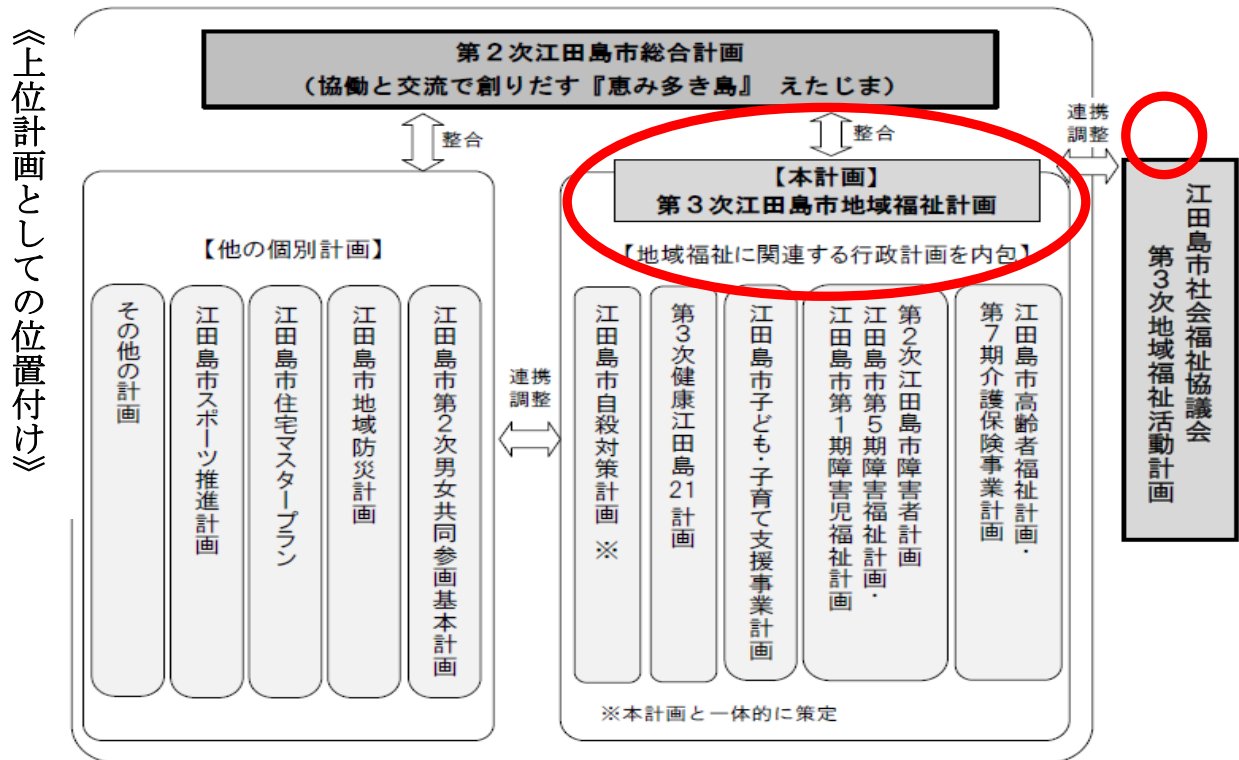 《上位計画としての位置付け》
第2次江田島市総合計画
（協働と交流で創りだす『恵み多き島』 えたじま）
整合
整合
連携
調整
【本計画】
第3次江田島市地域福祉計画
【他の個別計画】
【地域福祉に関連する行政計画を内包】
その他の計画
江田島市スポーツ推進計画
江田島市住宅マスタープラン
江田島市地域防災計画
江田島市第2次男女共同参画基本計画
連携
調整
江田島市自殺対策計画 ※
第3次健康江田島21計画
江田島市子ども・子育て支援事業計画
第2次江田島市障害者計画
江田島市第5期障害福祉計画・
江田島市第1期障害児福祉計画
江田島市高齢者福祉計画・
第7期介護保険事業計画
※本計画と一体的に策定
江田島市社会福祉協議会
第3次地域福祉活動計画